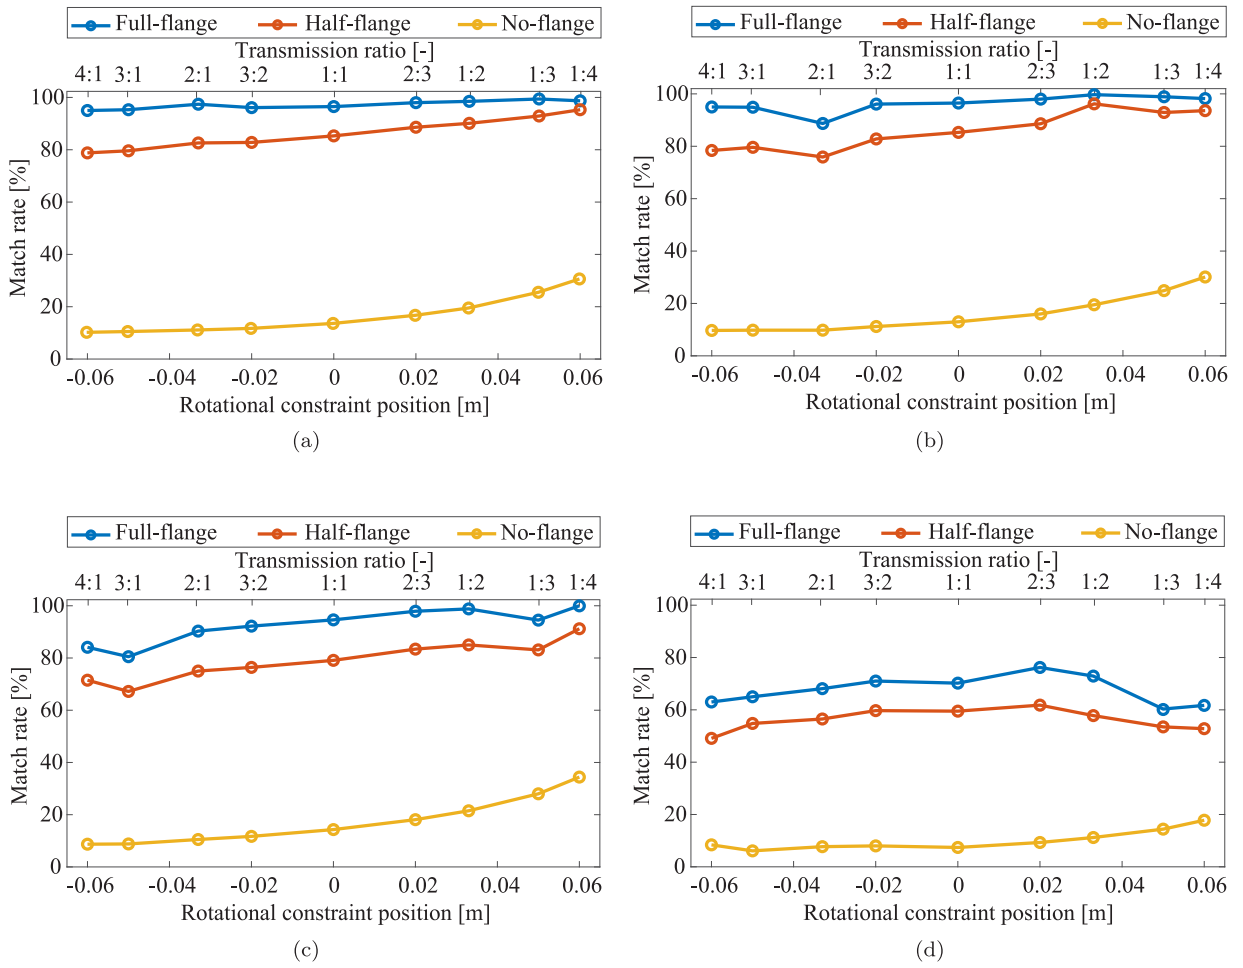 Full-flange Half-flange No-flange
Transmission ratio [-]
4:1 3:1 2:1 3:2 1:1 2:3 1:2 1:3 1:4
100
80
60
40
20
0
Match rate [%]
-0.06 -0.04 -0.02 0 0.02 0.04 0.06
Rotational constraint position [m]
(a)
Full-flange Half-flange No-flange
Transmission ratio [-]
4:1 3:1 2:1 3:2 1:1 2:3 1:2 1:3 1:4
100
80
60
40
20
0
Match rate [%]
-0.06 -0.04 -0.02 0 0.02 0.04 0.06
Rotational constraint position [m]
(b)
Full-flange Half-flange No-flange
Transmission ratio [-]
4:1 3:1 2:1 3:2 1:1 2:3 1:2 1:3 1:4
100
80
60
40
20
0
Match rate [%]
-0.06 -0.04 -0.02 0 0.02 0.04 0.06
Rotational constraint position [m]
(c)
Full-flange Half-flange No-flange
Transmission ratio [-]
4:1 3:1 2:1 3:2 1:1 2:3 1:2 1:3 1:4
100
80
60
40
20
0
Match rate [%]
-0.06 -0.04 -0.02 0 0.02 0.04 0.06
Rotational constraint position [m]
(d)